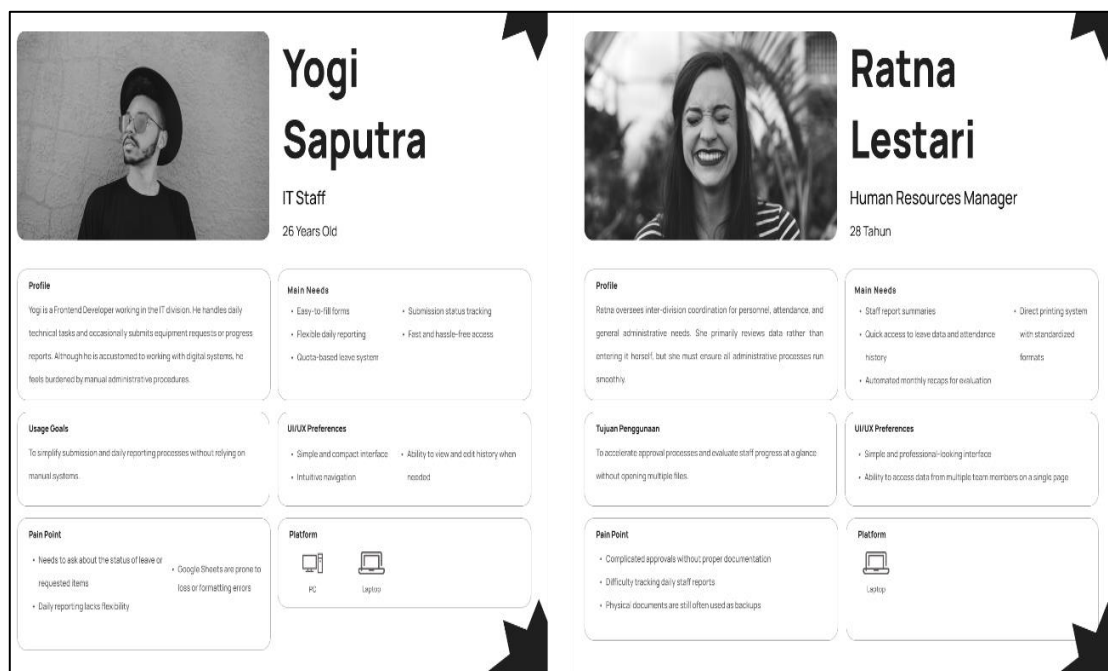 Yogi
Saputra
IT Staff
26 Years Old
Profile
Yogi is a Frontend Developer working in the IT division. He handles daily
technical tasks and occasionally submits equipment requests or progress
reports. Although he is accustomed to working with digital systems, he
feels burdened by manual administrative procedures.
Main Needs
• Easy-to-fill forms
• Flexible daily reporting
• Quota-based leave system
• Submission status tracking
• Fast and hassle-free access
Usage Goals
To simplify submission and daily reporting processes without relying on
manual systems.
UI/UX Preferences
• Simple and compact interface
• Intuitive navigation
• Ability to view and edit history when
needed
Pain Point
• Needs to ask about the status of leave or
requested items
• Daily reporting lacks flexibility
• Google Sheets are prone to
loss or formatting errors
Platform
PC
Laptop
Ratna
Lestari
Human Resources Manager
28 Tahun
Profile
Ratna oversees inter-division coordination for personnel, attendance, and
general administrative needs. She primarily reviews data rather than
entering it herself, but she must ensure all administrative processes run
smoothly.
Main Needs
• Staff report summaries
• Quick access to leave data and attendance
history
• Automated monthly recaps for evaluation
• Direct printing system
with standardized
formats
Tujuan Penggunaan
To accelerate approval processes and evaluate staff progress at a glance
without opening multiple files.
UI/UX Preferences
• Simple and professional-looking interface
• Ability to access data from multiple team members on a single page
Pain Point
• Complicated approvals without proper documentation
• Difficulty tracking daily staff reports
• Physical documents are still often used as backups
Platform
Laptop